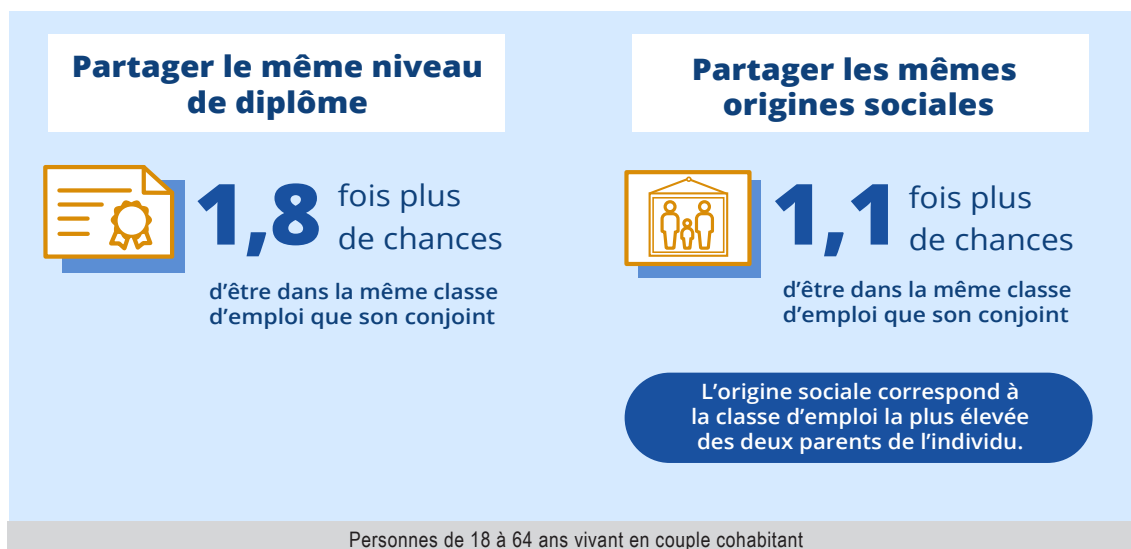 Partager le même niveau
de diplôme
1,8 fois plus
de chances
d'être dans la même classe
d'emploi que son conjoint
Partager les mêmes
origines sociales
1,1 fois plus
de chances
d'être dans la même classe
d'emploi que son conjoint
L'origine sociale correspond à
la classe d'emploi la plus élevée
des deux parents de l'individu.
Personnes de 18 à 64 ans vivant en couple cohabitant